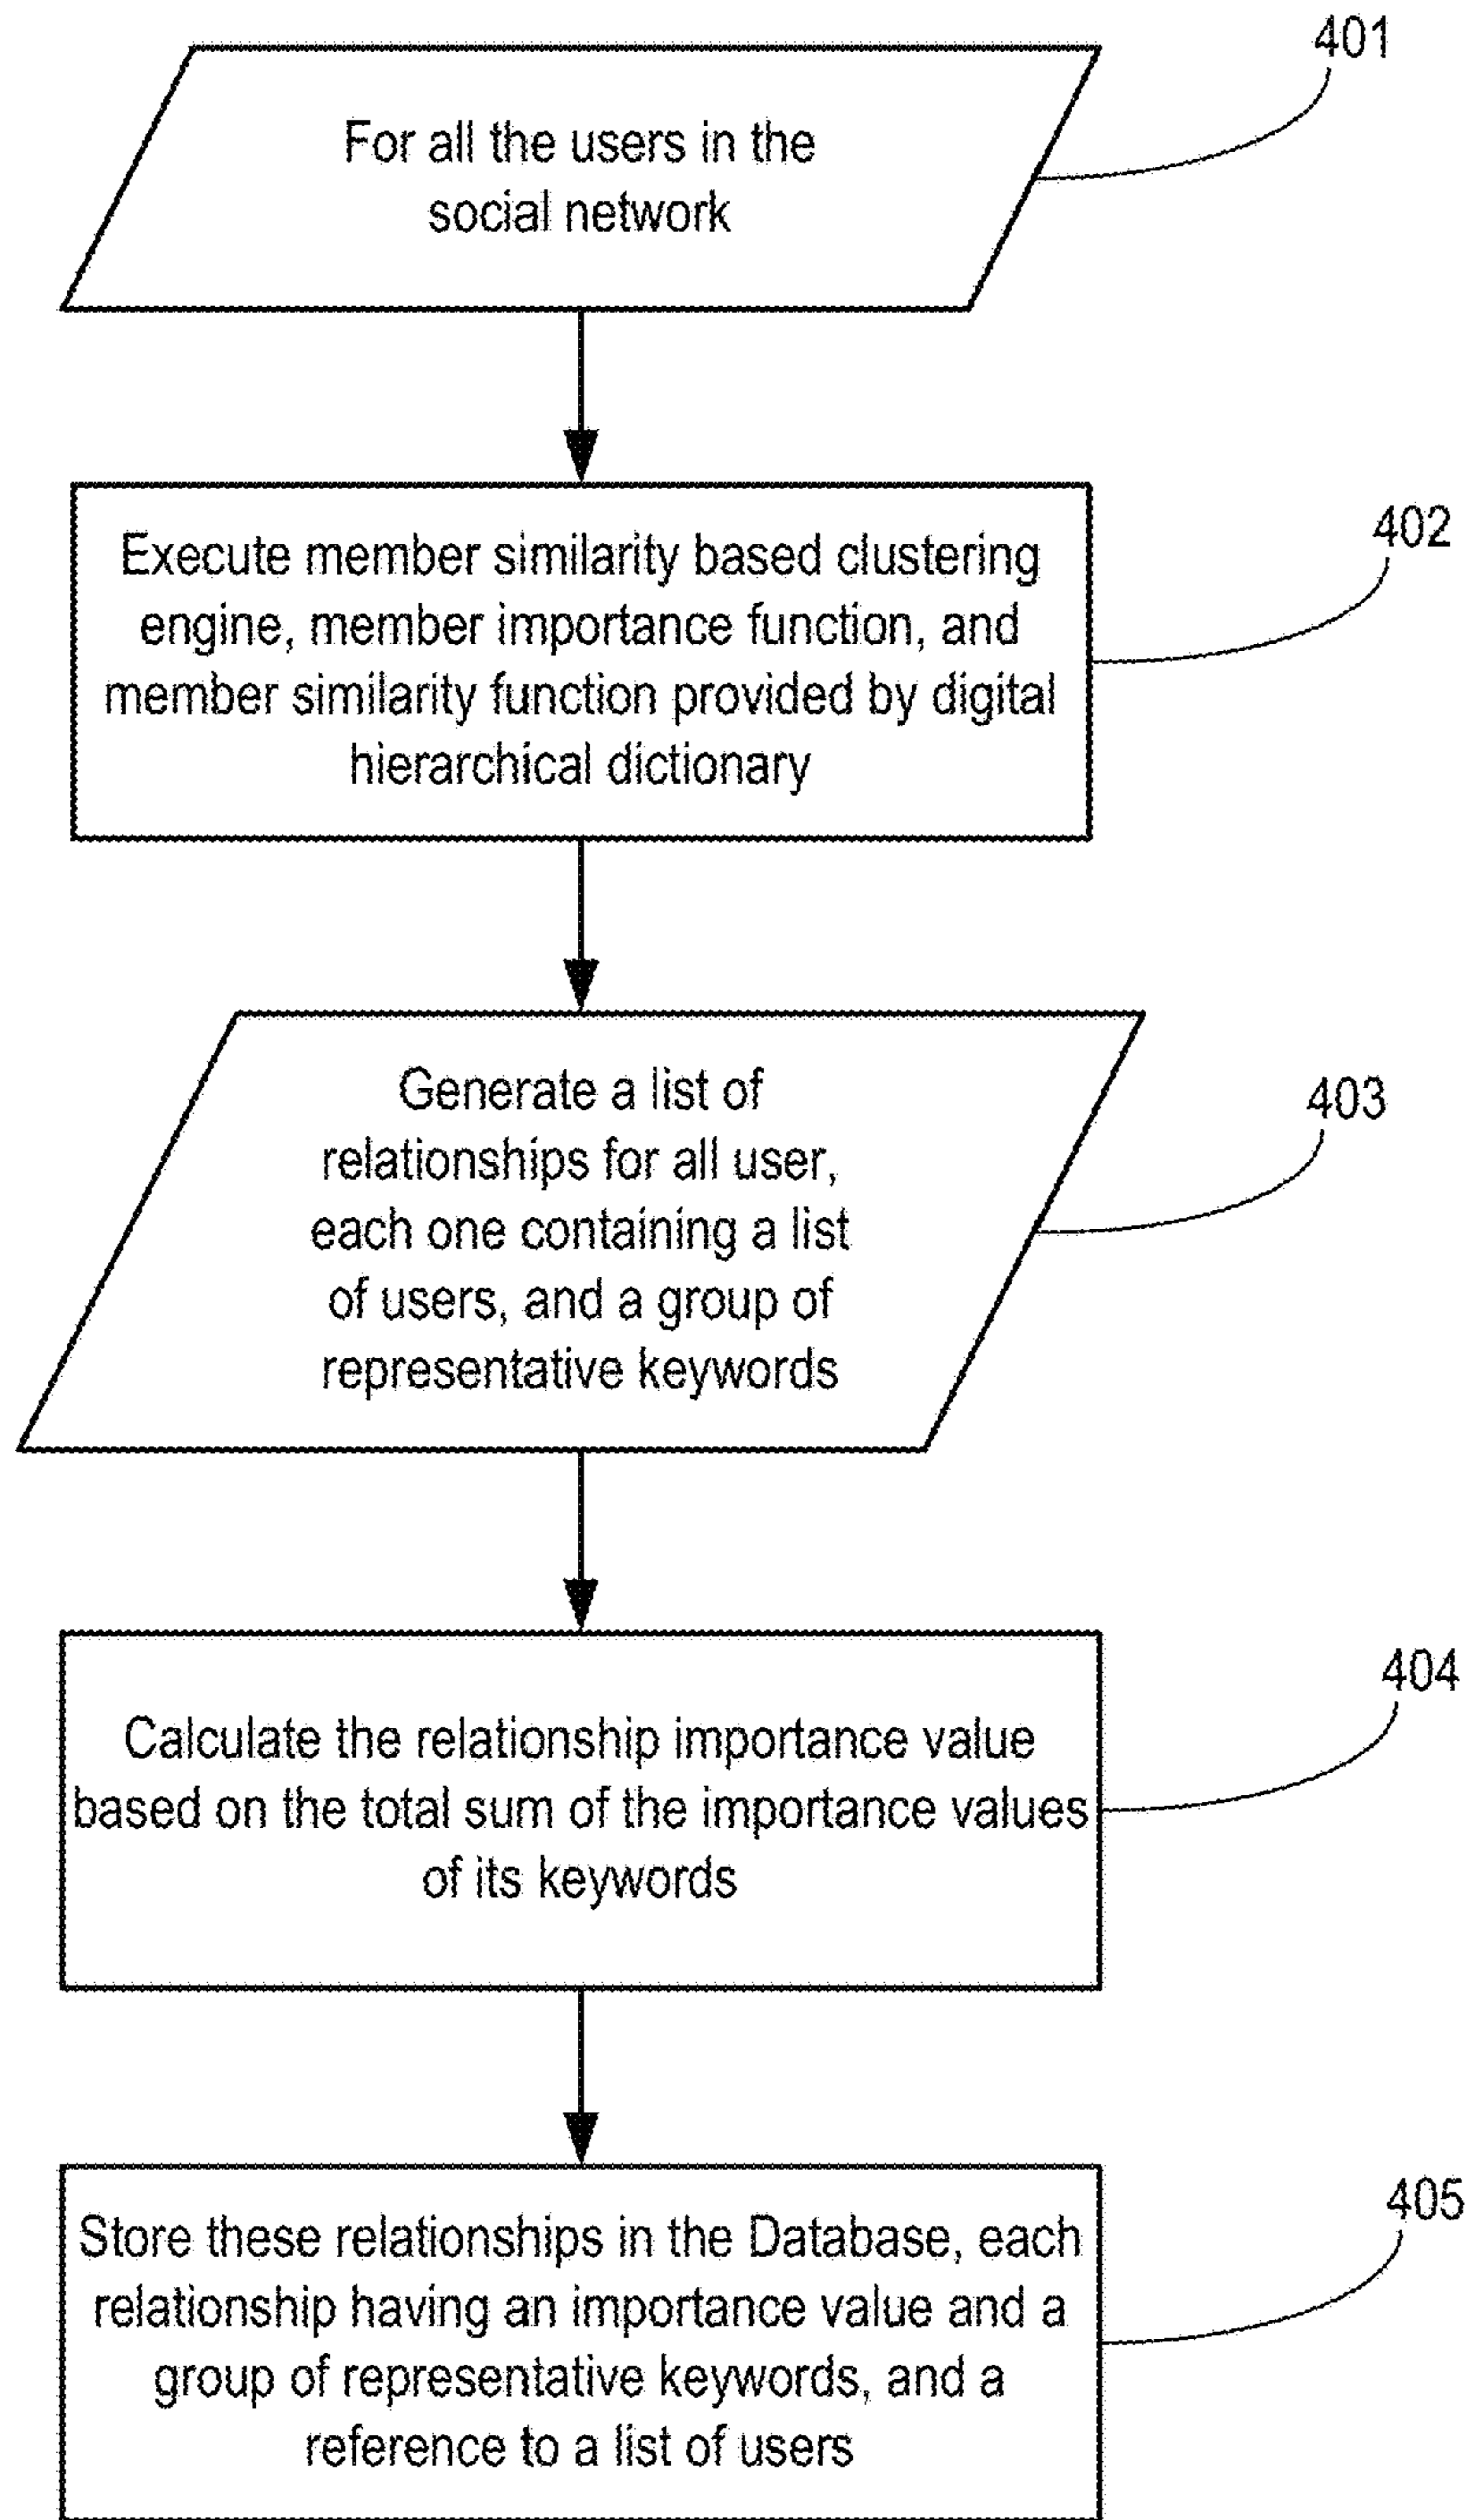 401
For all the users in the
social network
402
Execute member similarity based clustering
engine, member importance function, and
member similarity function provided by digital
hierarchical dictionary
403
Generate a list of
relationships for all user,
each one containing a list
of users, and a group of
representative keywords
404
Calculate the relationship importance value
based on the total sum of the importance values
of its keywords
405
Store these relationships in the Database, each
relationship having an importance value and a
group of representative keywords, and a
reference to a list of users